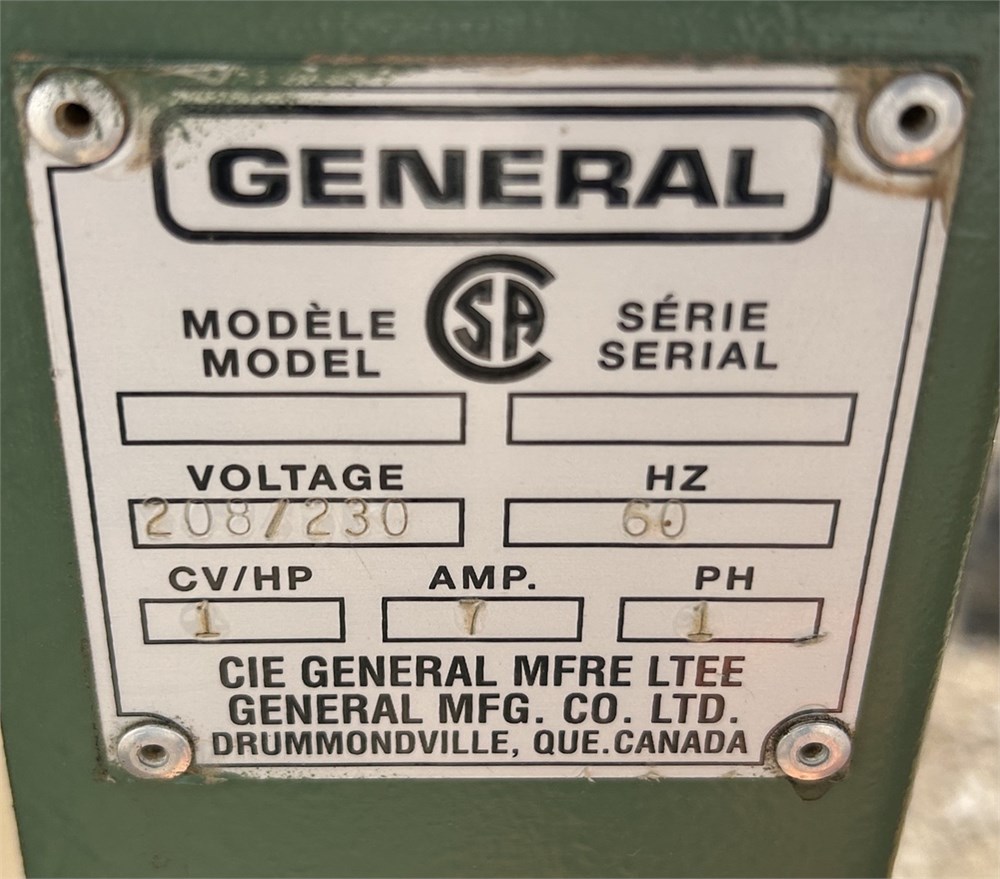 GENERAL
MODÈLE
MODEL
CSA
SÉRIE
SERIAL
VOLTAGE HZ
208/230 60
CV/HP AMP. PH
1 7 1
CIE GENERAL MFRE LTEE
GENERAL MFG. CO. LTD.
DRUMMONDVILLE, QUE.CANADA